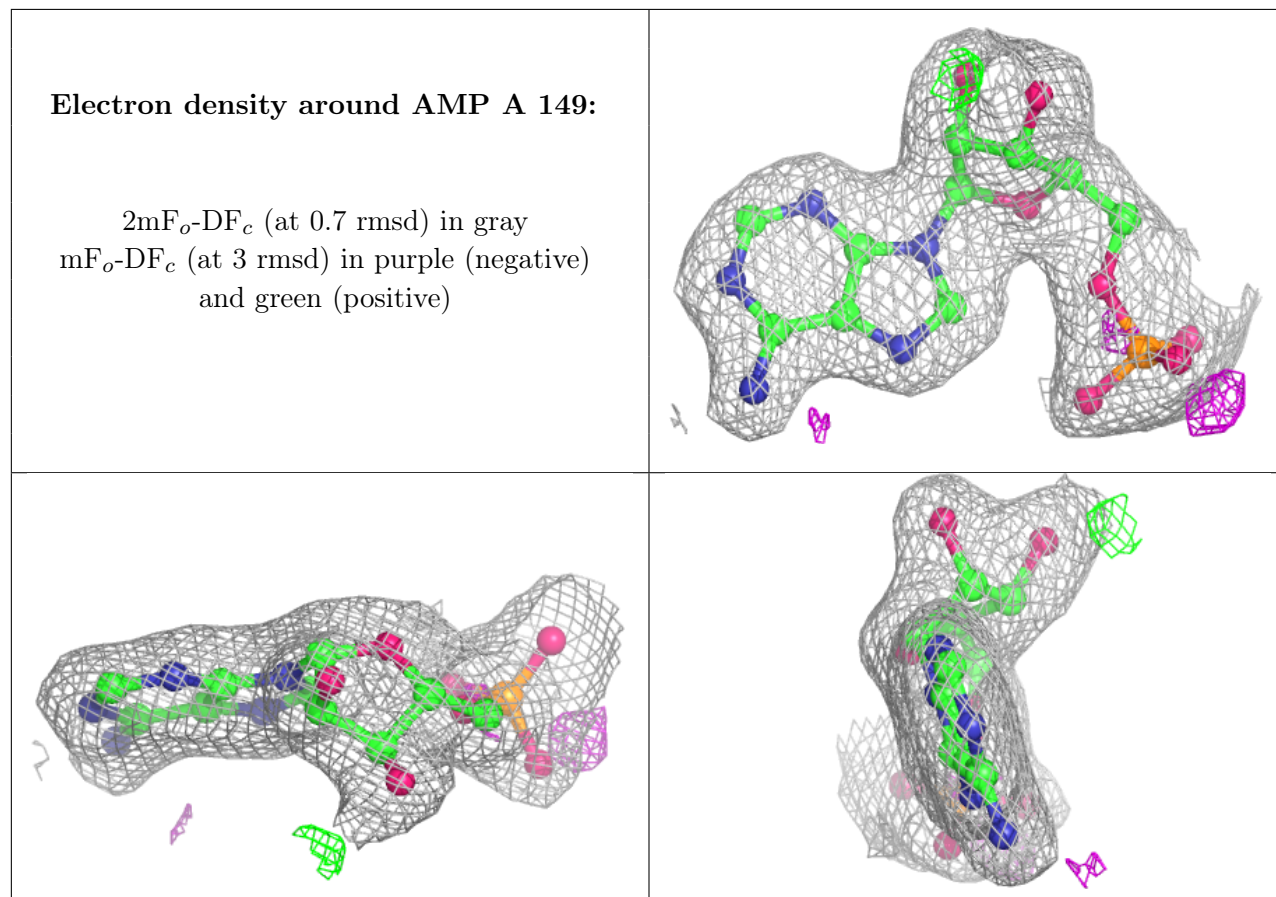 Electron density around AMP A 149:
2mFo-DFc (at 0.7 rmsd) in gray
mFo-DFc (at 3 rmsd) in purple (negative)
and green (positive)